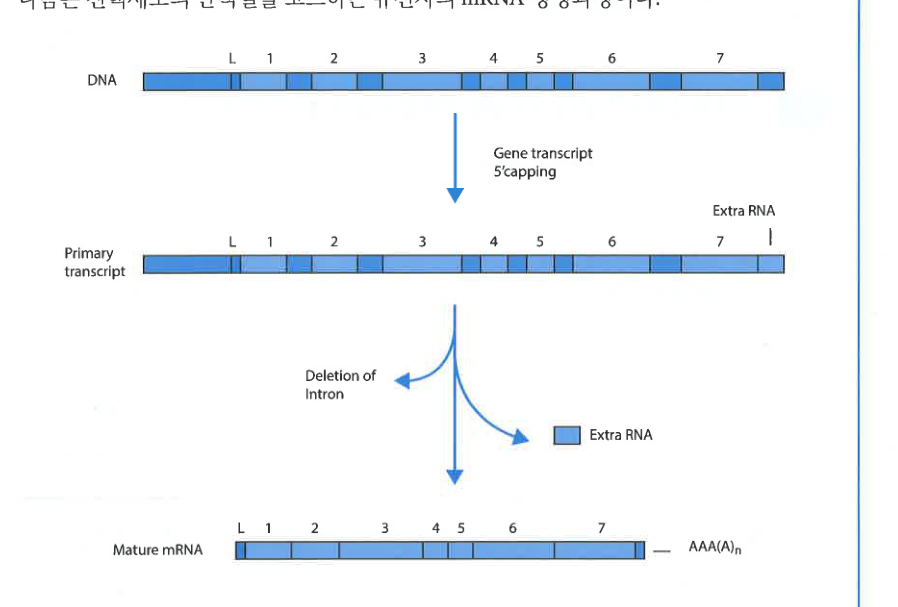 mRNA
L 1 2 3 4 5 6 7
DNA
Gene transcript
5'capping
Extra RNA
L 1 2 3 4 5 6 7
Primary
transcript
Deletion of
Intron
Extra RNA
L 1 2 3 4 5 6 7
Mature mRNA
AAA(A)n